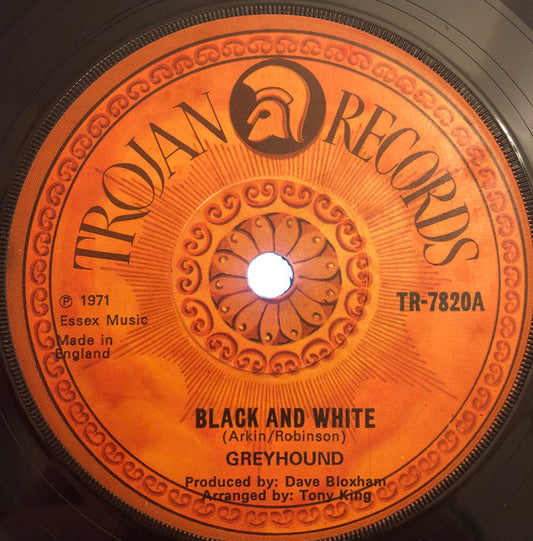 TROJAN RECORDS
℗ 1971
Essex Music
Made in
England
TR-7820A
BLACK AND WHITE
(Arkin/Robinson)
GREYHOUND
Produced by: Dave Bloxham
Arranged by: Tony King